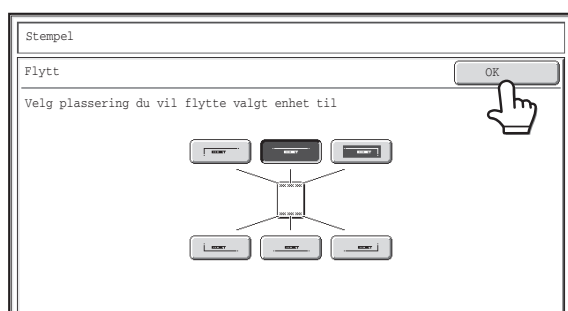 Stempel
Flytt
OK
Velg plassering du vil flytte valgt enhet til